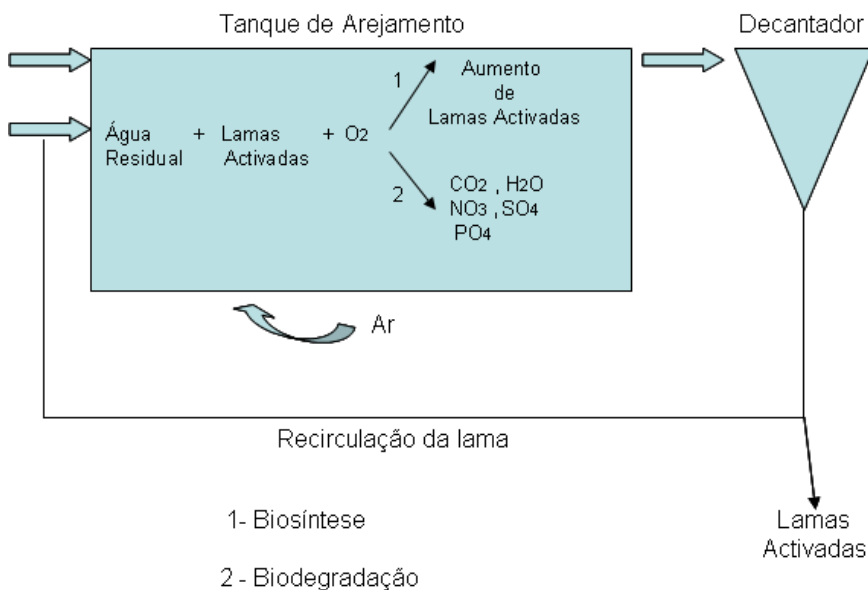 Tanque de Arejamento
Decantador
1
Aumento
de
Lamas Activadas
Água + Lamas + O2
Residual Activadas
2
CO2 , H2O
NO3 , SO4
PO4
Ar
Recirculação da lama
1- Biosíntese
2 - Biodegradação
Lamas
Activadas